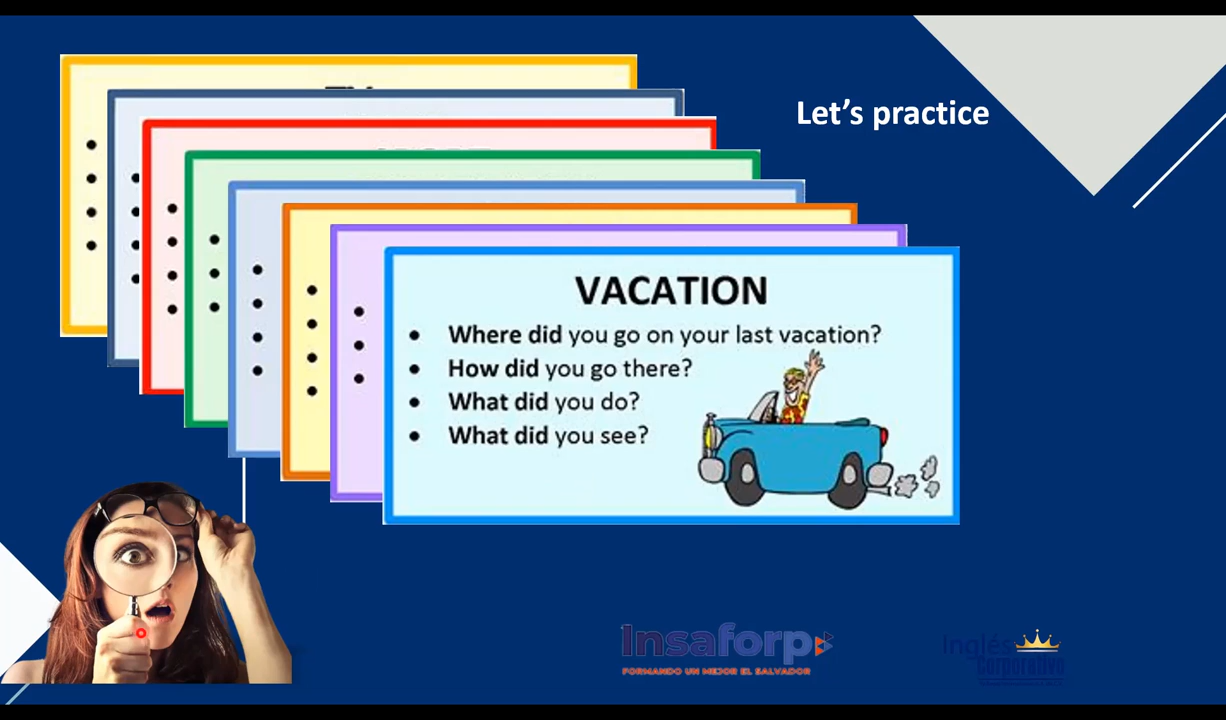 Let's practice
VACATION
• Where did you go on your last vacation?
• How did you go there?
• What did you do?
• What did you see?
Insaforp
FORMANDO UN MEJOR EL SALVADOR
Inglés
Corporativo